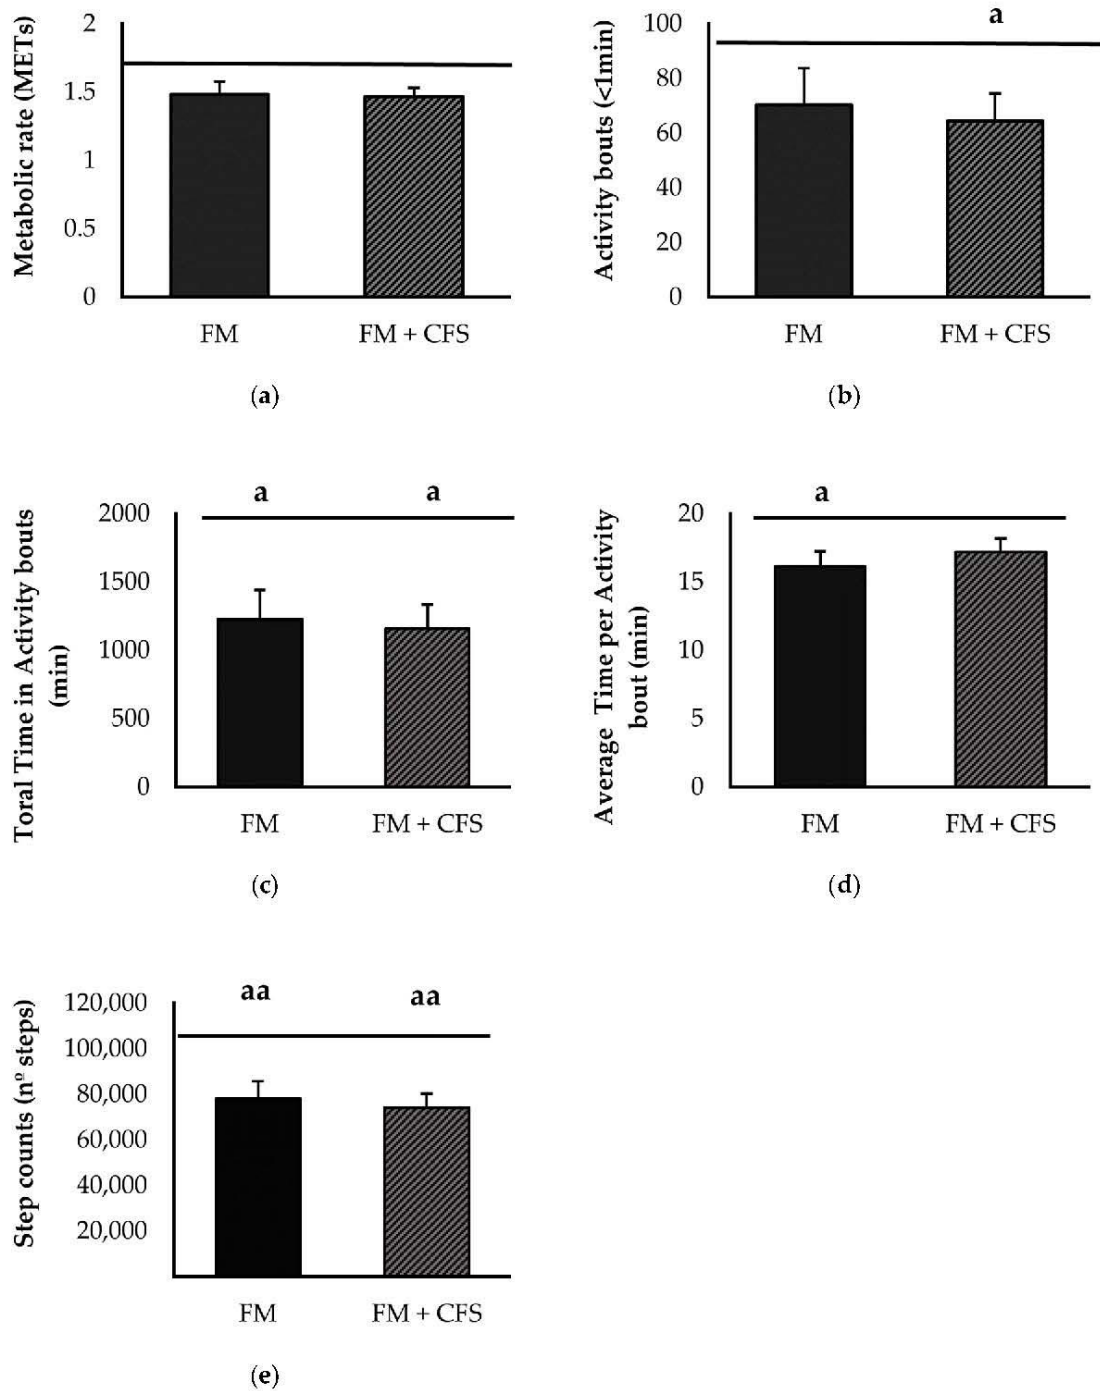 Metabolic rate (METs)
2
1.5
1
0.5
0
FM
FM + CFS
(a)
Activity bouts (<1min)
a
100
80
60
40
20
0
FM
FM + CFS
(b)
Toral Time in Activity bouts
(min)
a
a
2000
1500
1000
500
0
FM
FM + CFS
(c)
Average Time per Activity
bout (min)
a
20
15
10
5
0
FM
FM + CFS
(d)
Step counts (nº steps)
aa
aa
120,000
100,000
80,000
60,000
40,000
20,000
FM
FM + CFS
(e)